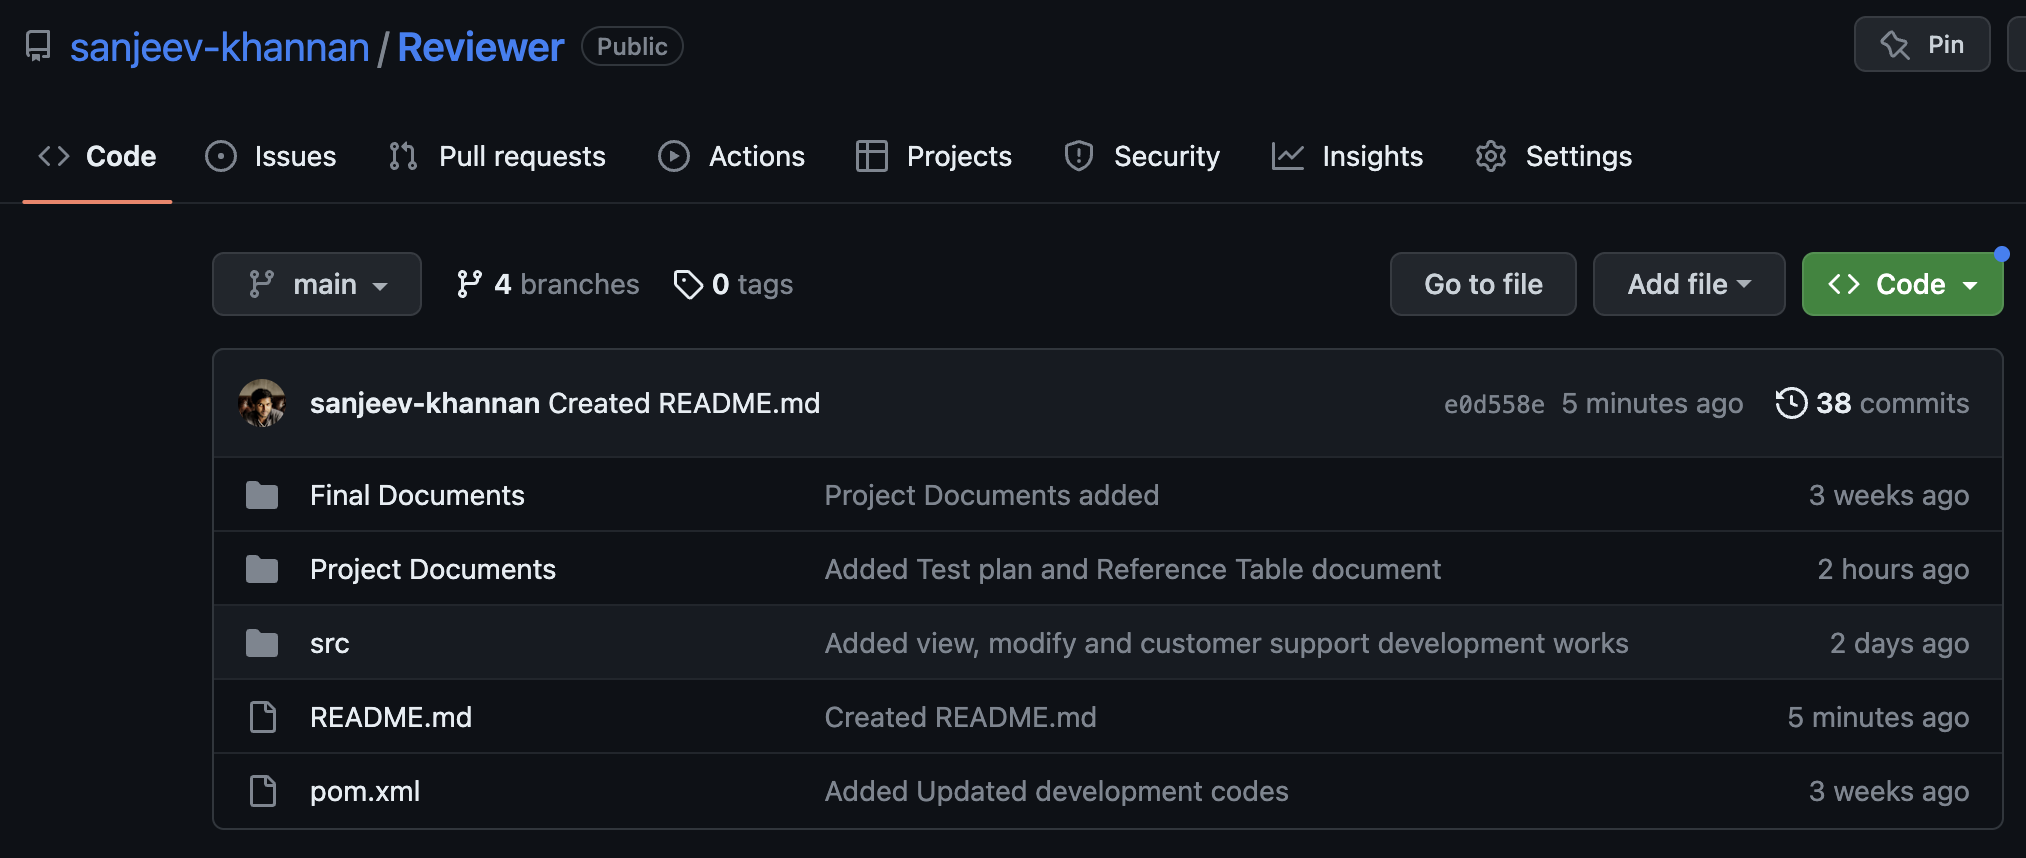 sanjeev-khannan / Reviewer Public Pin
Code Issues Pull requests Actions Projects Security Insights Settings
main 4 branches 0 tags Go to file Add file Code
sanjeev-khannan Created README.md e0d558e 5 minutes ago 38 commits
Final Documents Project Documents added 3 weeks ago
Project Documents Added Test plan and Reference Table document 2 hours ago
src Added view, modify and customer support development works 2 days ago
README.md Created README.md 5 minutes ago
pom.xml Added Updated development codes 3 weeks ago